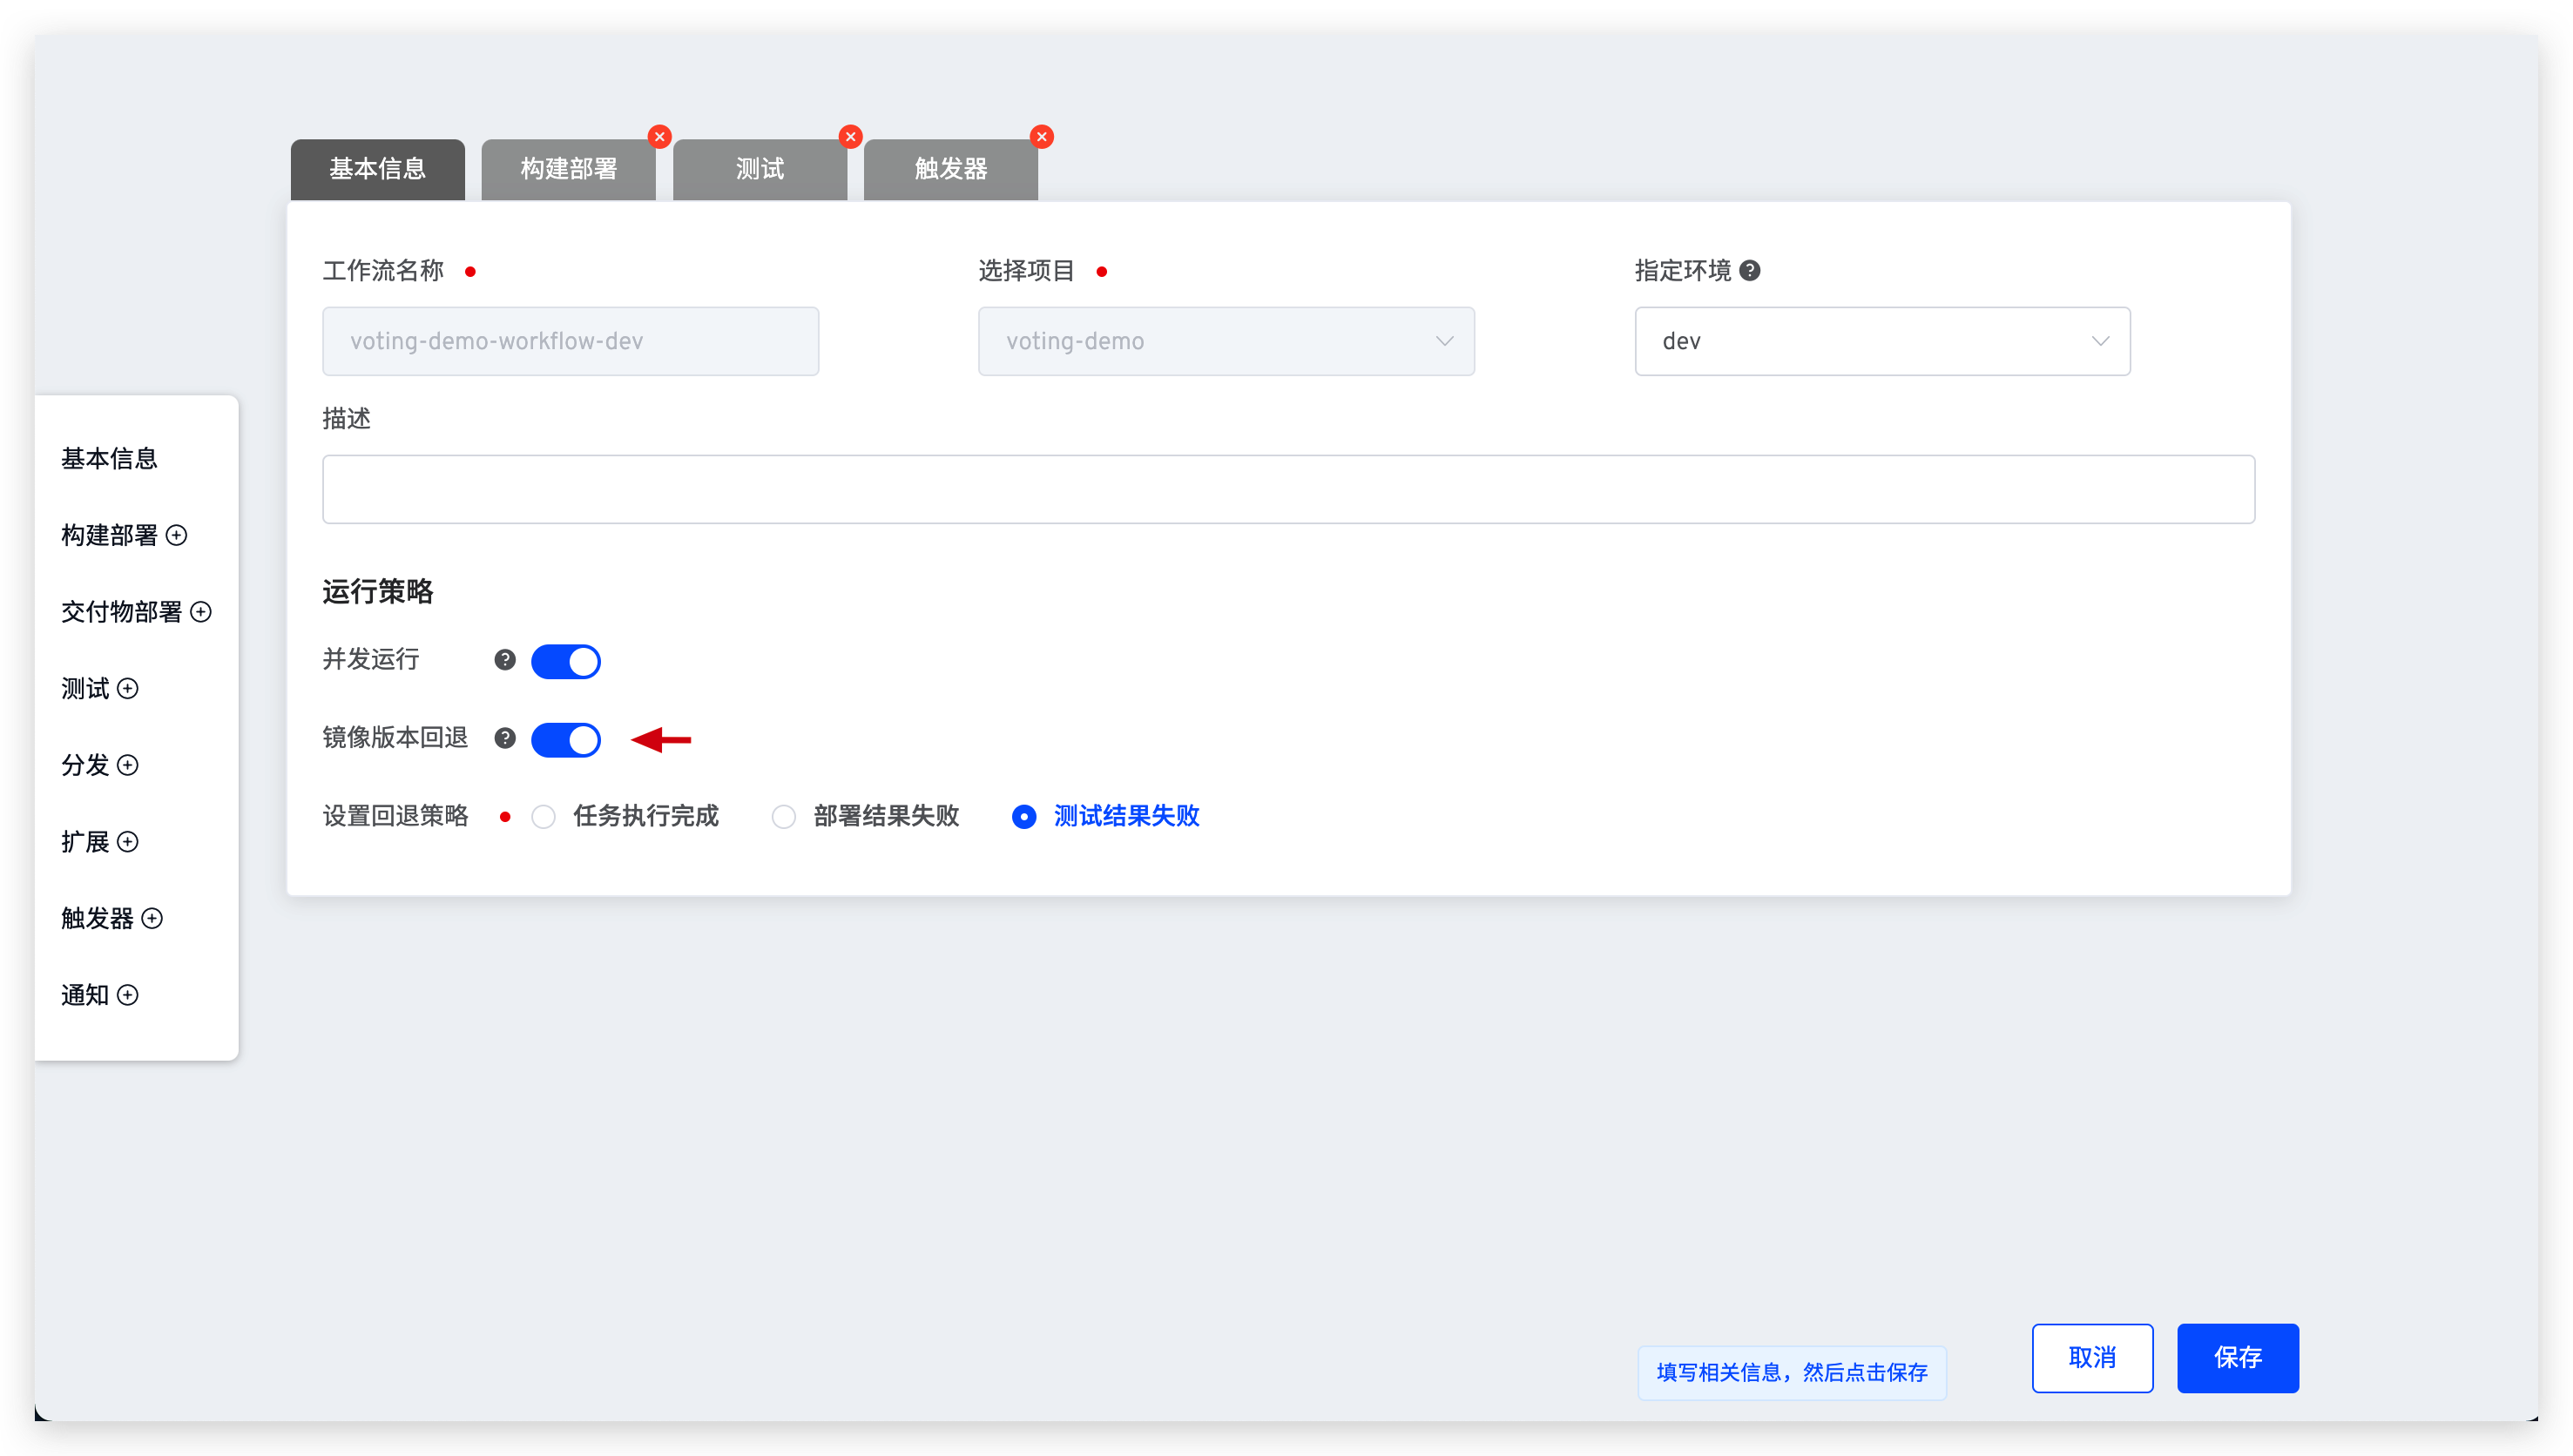 基本信息 构建部署 测试 触发器
工作流名称 选择项目 指定环境
voting-demo-workflow-dev voting-demo dev
描述
运行策略
并发运行
镜像版本回退
设置回退策略 任务执行完成 部署结果失败 测试结果失败
基本信息
构建部署
交付物部署
测试
分发
扩展
触发器
通知
填写相关信息，然后点击保存 取消 保存